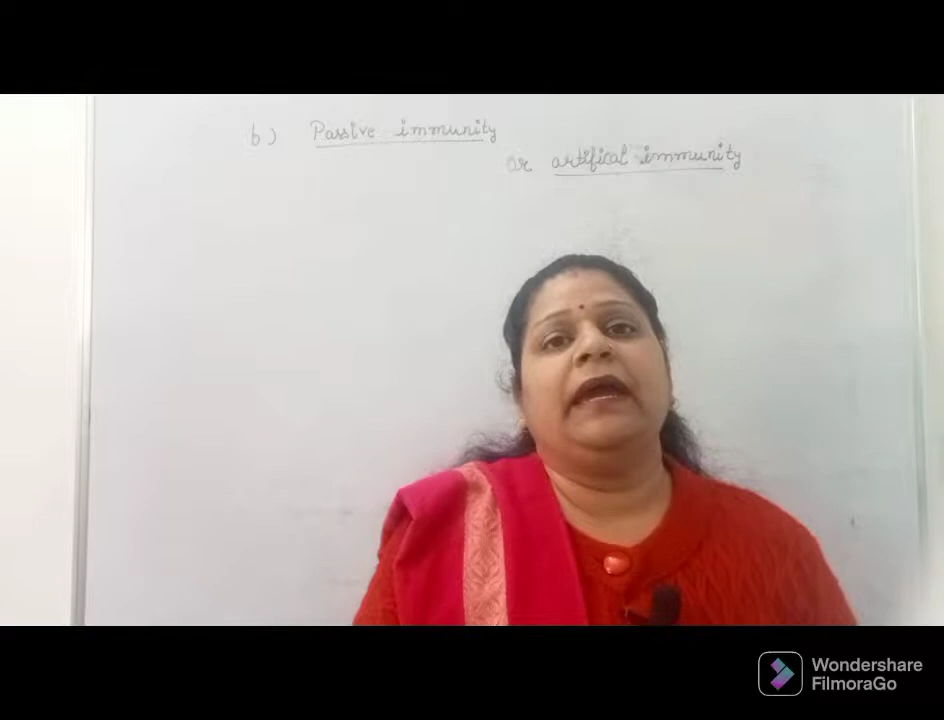 b) Passive immunity
or artifical immunity
Wondershare
FilmoraGo